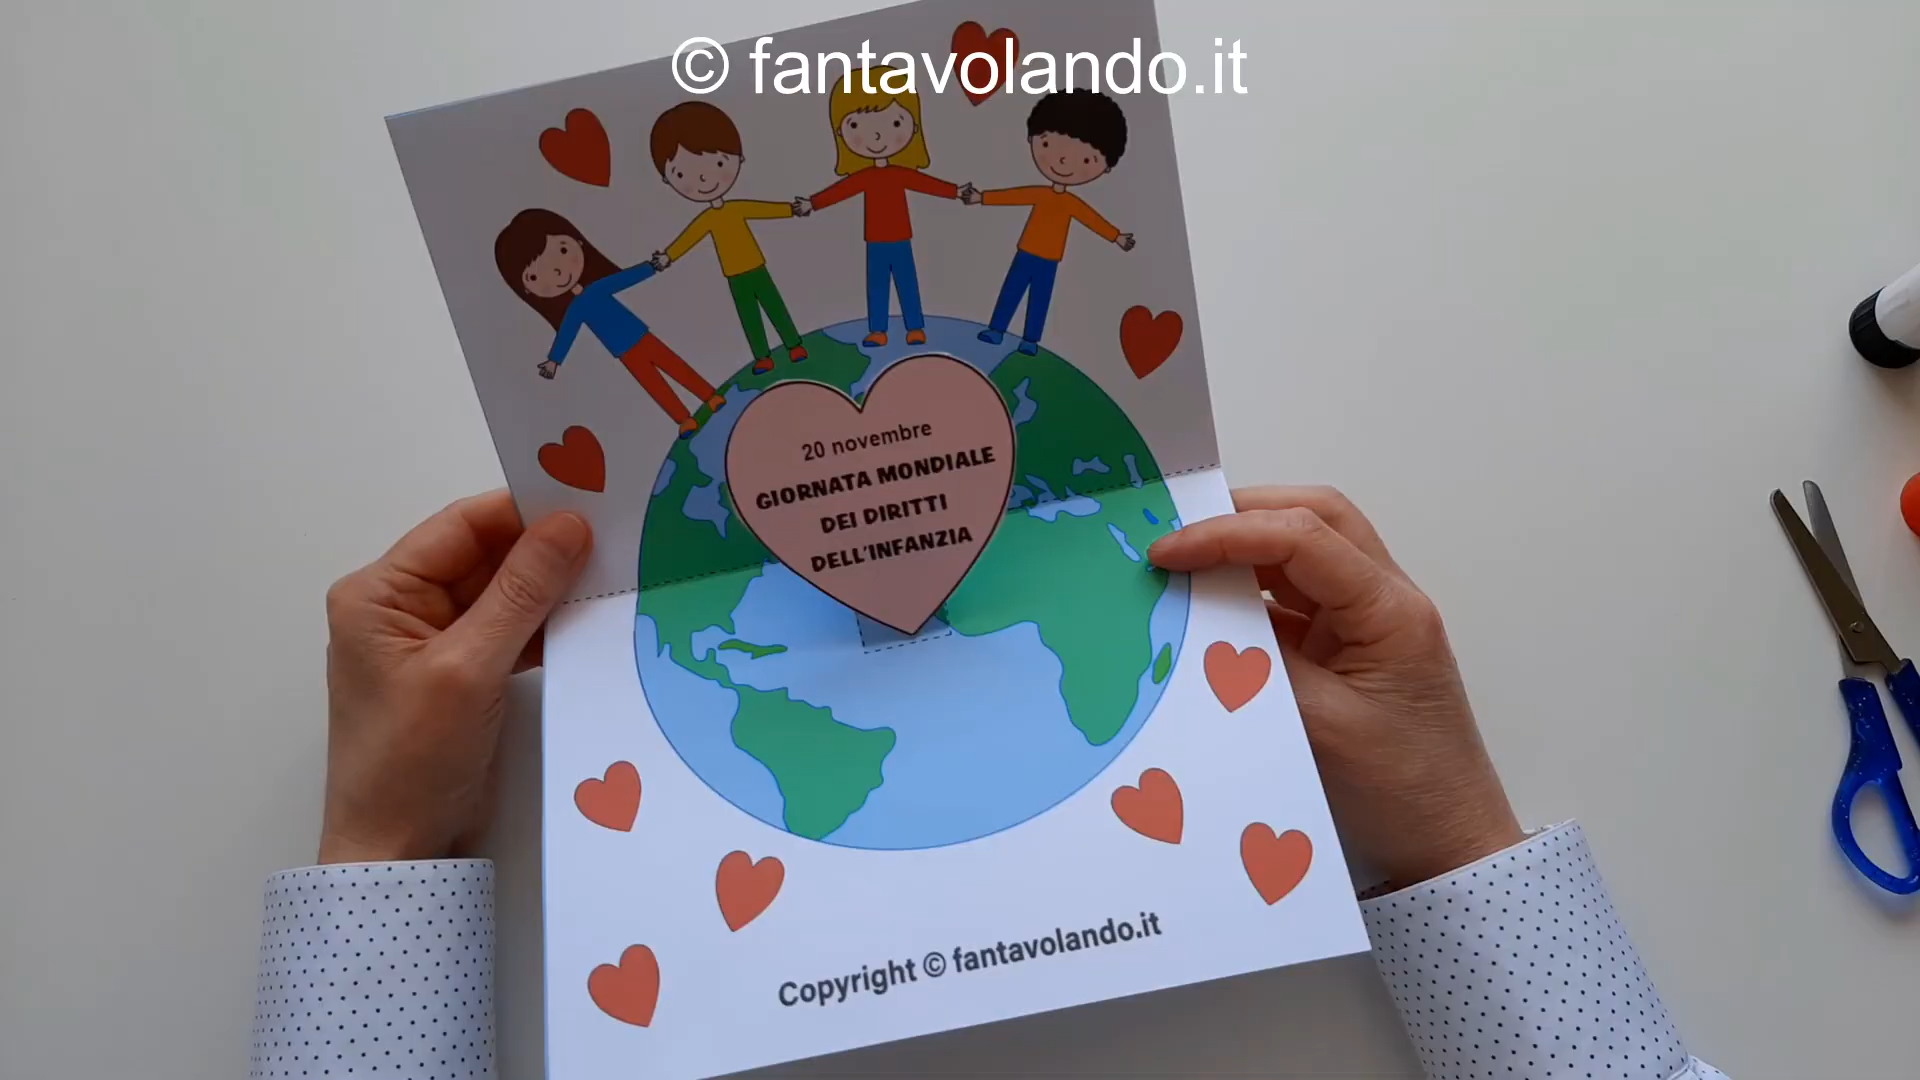 © fantavolando.it
20 novembre
GIORNATA MONDIALE
DEI DIRITTI
DELL'INFANZIA
Copyright © fantavolando.it